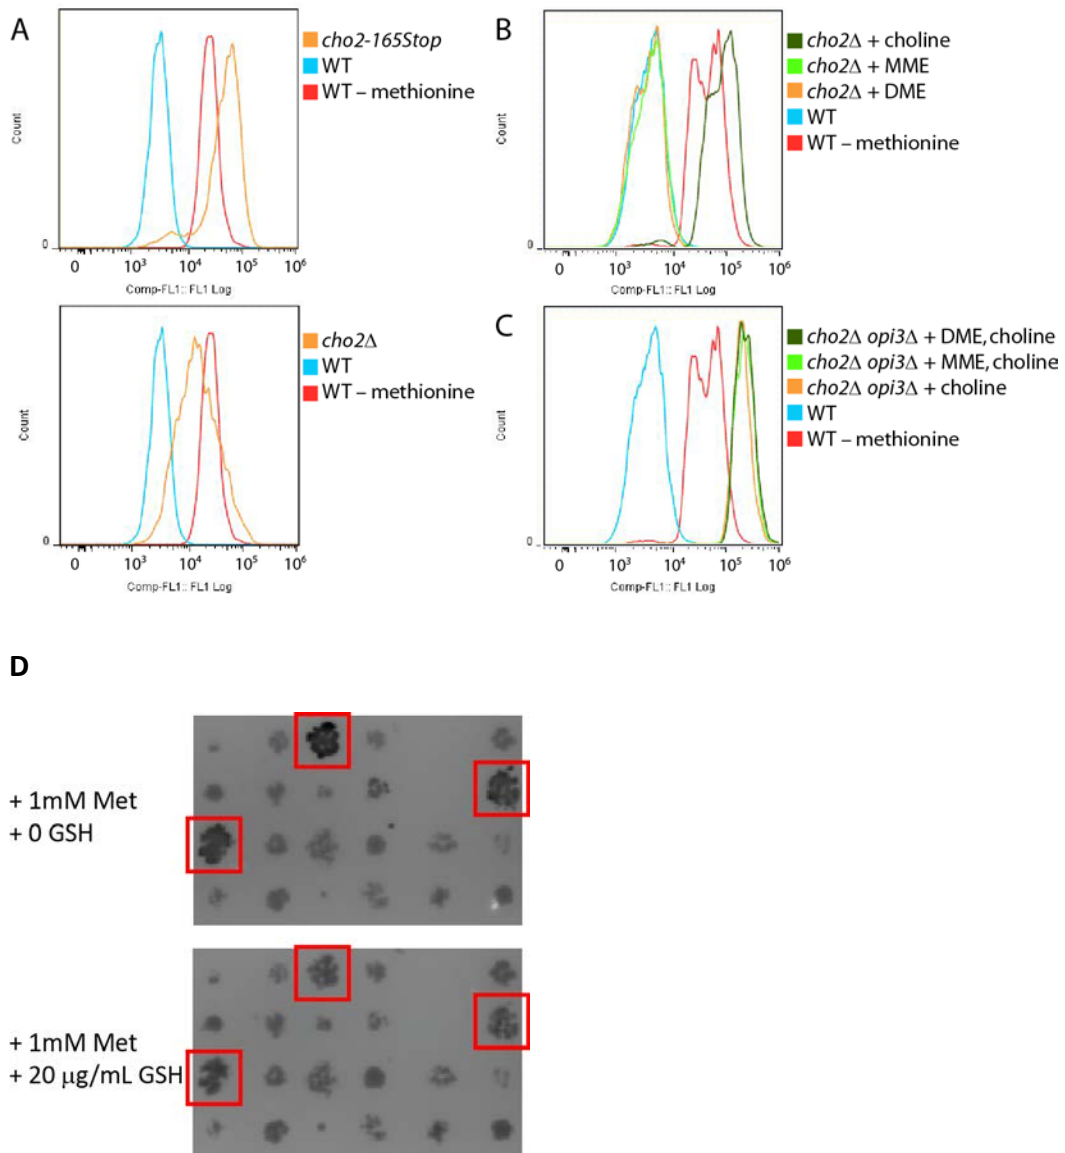 A
cho2-165Stop
WT
WT – methionine
Count
0
0 10³ 10⁴ 10⁵ 10⁶
Comp-FL1:: FL1 Log
cho2Δ
WT
WT – methionine
Count
0
0 10³ 10⁴ 10⁵ 10⁶
Comp-FL1:: FL1 Log
B
cho2Δ + choline
cho2Δ + MME
cho2Δ + DME
WT
WT – methionine
Count
0
0 10³ 10⁴ 10⁵ 10⁶
Comp-FL1:: FL1 Log
C
cho2Δ opi3Δ + DME, choline
cho2Δ opi3Δ + MME, choline
cho2Δ opi3Δ + choline
WT
WT – methionine
Count
0
0 10³ 10⁴ 10⁵ 10⁶
Comp-FL1:: FL1 Log
D
+ 1mM Met
+ 0 GSH
+ 1mM Met
+ 20 μg/mL GSH